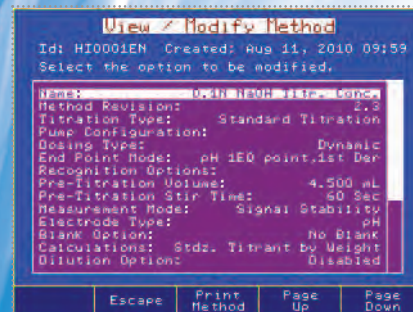 View / Modify Method
Id: HI0001EN Created: Aug 11, 2010 09:59
Select the option to be modified.
Name: 0.1N NaOH Titr. Conc.
Method Revision: 2.3
Titration Type: Standard Titration
Pump Configuration:
Dosing Type: Dynamic
End Point Mode: pH 1EQ point,1st Der
Recognition Options:
Pre-Titration Volume: 4.500 mL
Pre-Titration Stir Time: 60 Sec
Measurement Mode: Signal Stability
Electrode Type: pH
Blank Option: No Blank
Calculations: Stdz. Titrant by Weight
Dilution Option: Disabled
Escape
Print Method
Page Up
Page Down